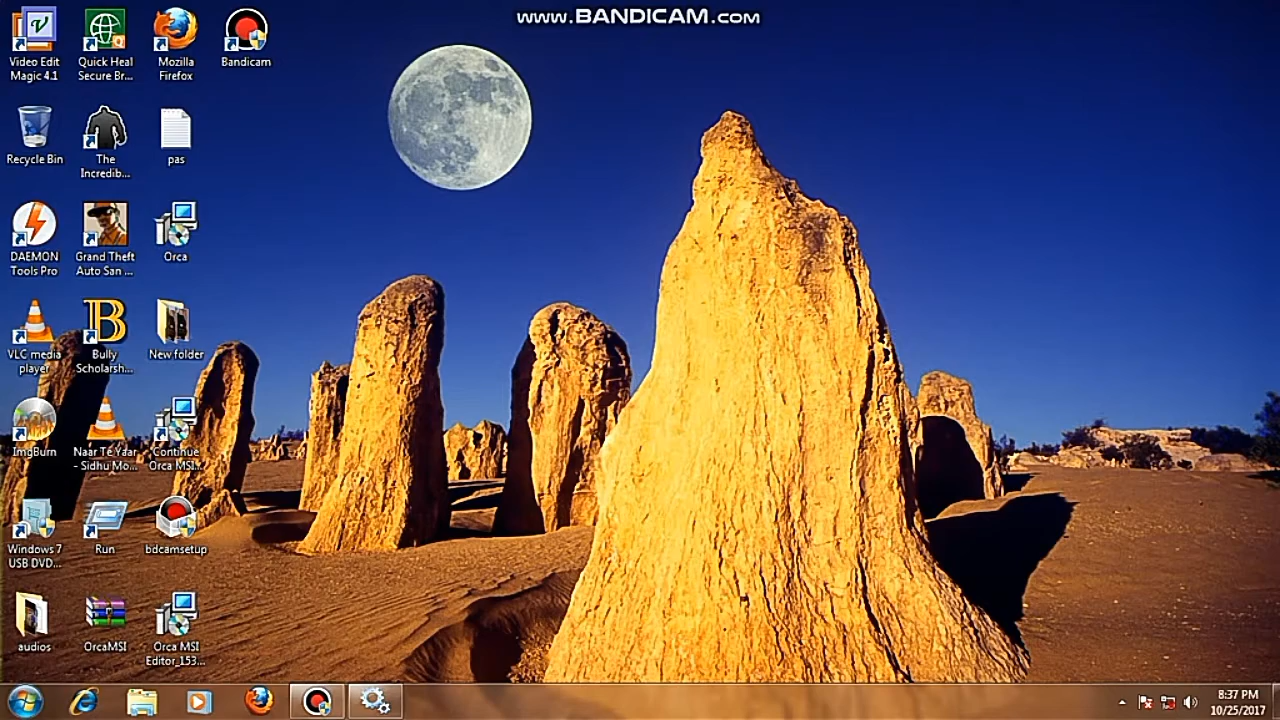 www.BANDICAM.com
Video Edit
Magic 4.1
Quick Heal
Secure Br...
Mozilla
Firefox
Bandicam
Recycle Bin
The
Incredib...
pas
DAEMON
Tools Pro
Grand Theft
Auto San ...
Orca
VLC media
player
Bully
Scholarsh...
New folder
ImgBurn
Naar Te Yaar
- Sidhu Mo...
Continue
Orca MSI...
Windows 7
USB DVD...
Run
bdcamsetup
audios
OrcaMSI
Orca MSI
Editor_153...
8:37 PM
10/25/2017